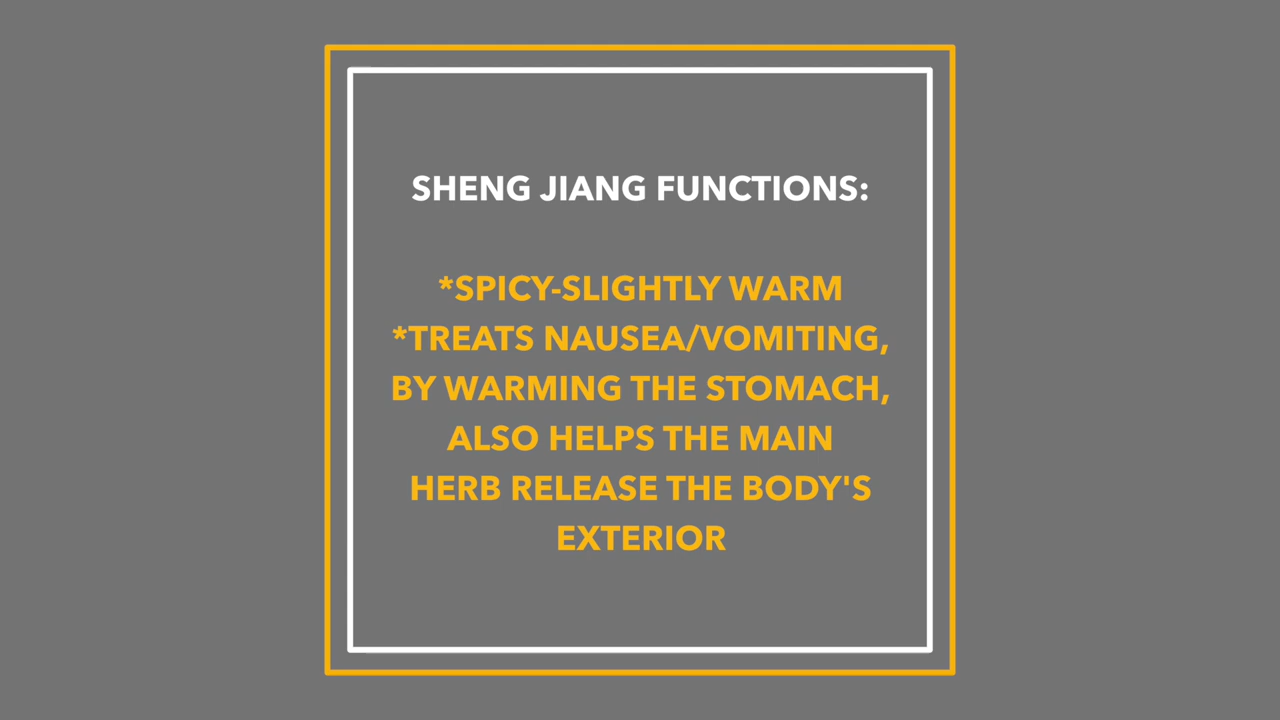 SHENG JIANG FUNCTIONS:
*SPICY-SLIGHTLY WARM
*TREATS NAUSEA/VOMITING,
BY WARMING THE STOMACH,
ALSO HELPS THE MAIN
HERB RELEASE THE BODY'S
EXTERIOR